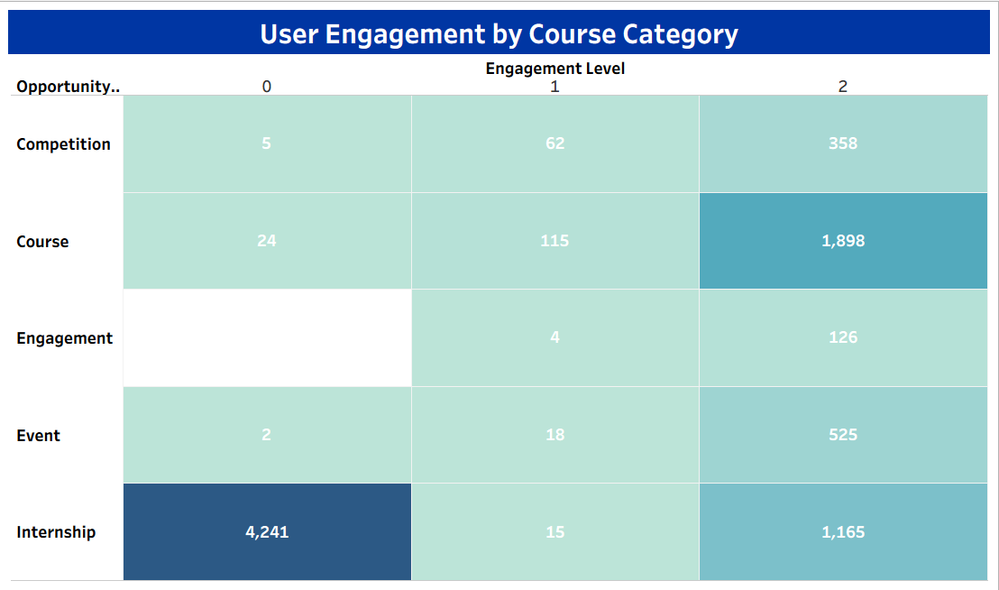 User Engagement by Course Category
Engagement Level
Opportunity.. 0 1 2
Competition 5 62 358
Course 24 115 1,898
Engagement 4 126
Event 2 18 525
Internship 4,241 15 1,165